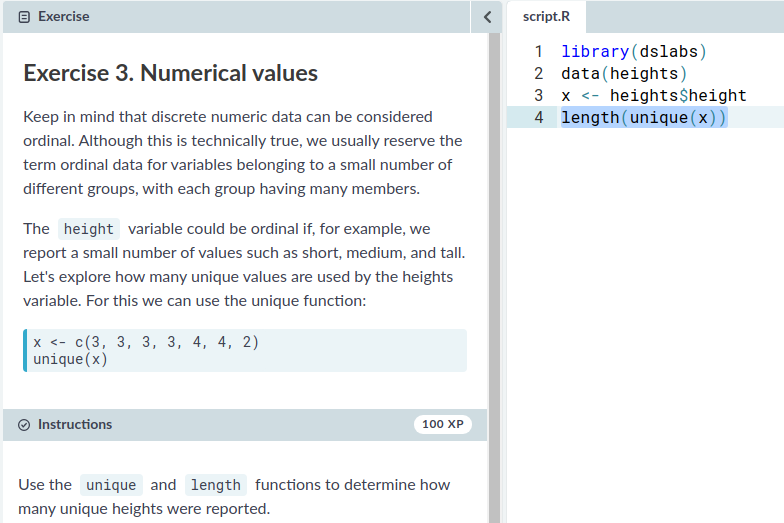 Exercise
Exercise 3. Numerical values
Keep in mind that discrete numeric data can be considered
ordinal. Although this is technically true, we usually reserve the
term ordinal data for variables belonging to a small number of
different groups, with each group having many members.
The height variable could be ordinal if, for example, we
report a small number of values such as short, medium, and tall.
Let's explore how many unique values are used by the heights
variable. For this we can use the unique function:
x <- c(3, 3, 3, 3, 4, 4, 2)
unique(x)
Instructions 100 XP
Use the unique and length functions to determine how
many unique heights were reported.
script.R
1 library(dslabs)
2 data(heights)
3 x <- heights$height
4 length(unique(x))